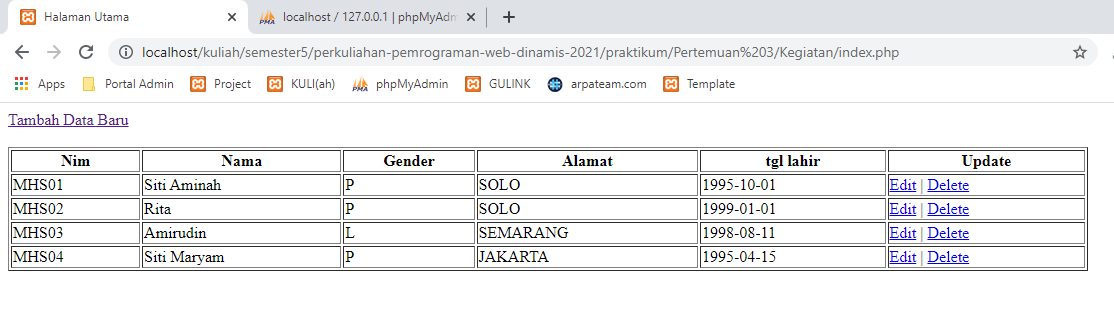 Halaman Utama localhost / 127.0.0.1 | phpMyAdm
localhost/kuliah/semester5/perkuliahan-pemrograman-web-dinamis-2021/praktikum/Pertemuan%203/Kegiatan/index.php
Apps Portal Admin Project KULI(ah) phpMyAdmin GULINK arpateam.com Template
Tambah Data Baru
Nim Nama Gender Alamat tgl lahir Update
MHS01 Siti Aminah P SOLO 1995-10-01 Edit | Delete
MHS02 Rita P SOLO 1999-01-01 Edit | Delete
MHS03 Amirudin L SEMARANG 1998-08-11 Edit | Delete
MHS04 Siti Maryam P JAKARTA 1995-04-15 Edit | Delete